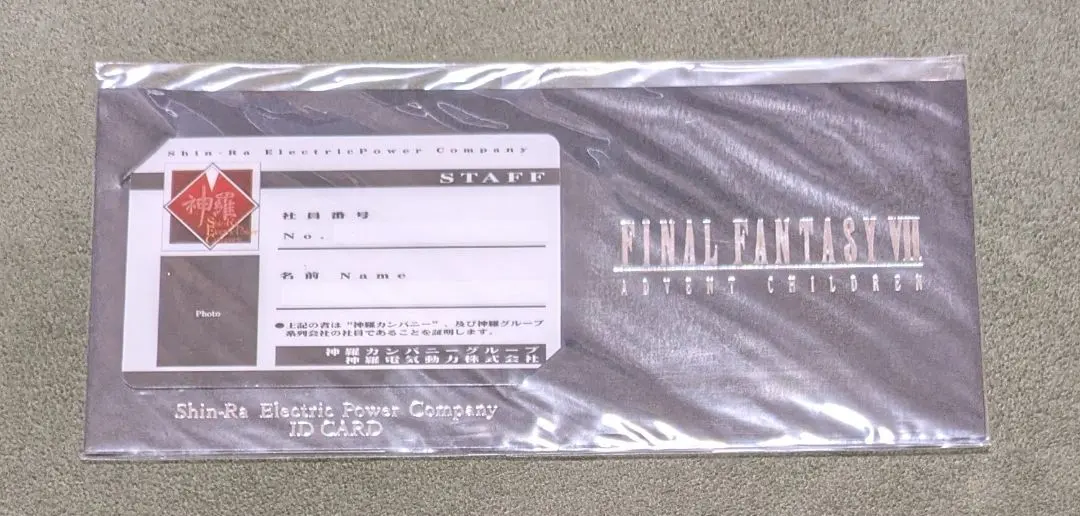 Shin-Ra ElectricPower Company
STAFF
神羅
社員番号
No.
名前 Name
Photo
●上記の者は"神羅カンパニー"、及び神羅グループ
系列会社の社員であることを証明します。
神羅カンパニーグループ
神羅電気動力株式会社
Shin-Ra Electric Power Company
ID CARD
FINAL FANTASY VII
ADVENT CHILDREN